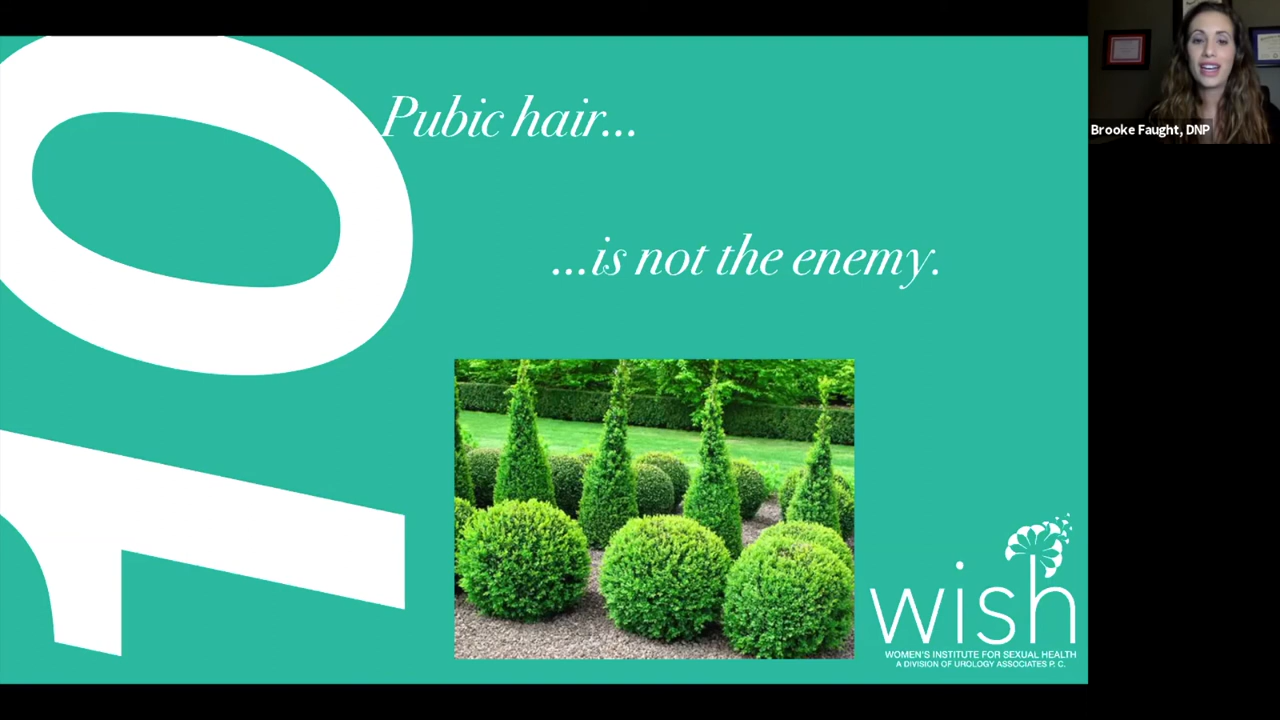 10
Pubic hair...
...is not the enemy.
wish
WOMEN'S INSTITUTE FOR SEXUAL HEALTH
A DIVISION OF UROLOGY ASSOCIATES P. C.
Brooke Faught, DNP